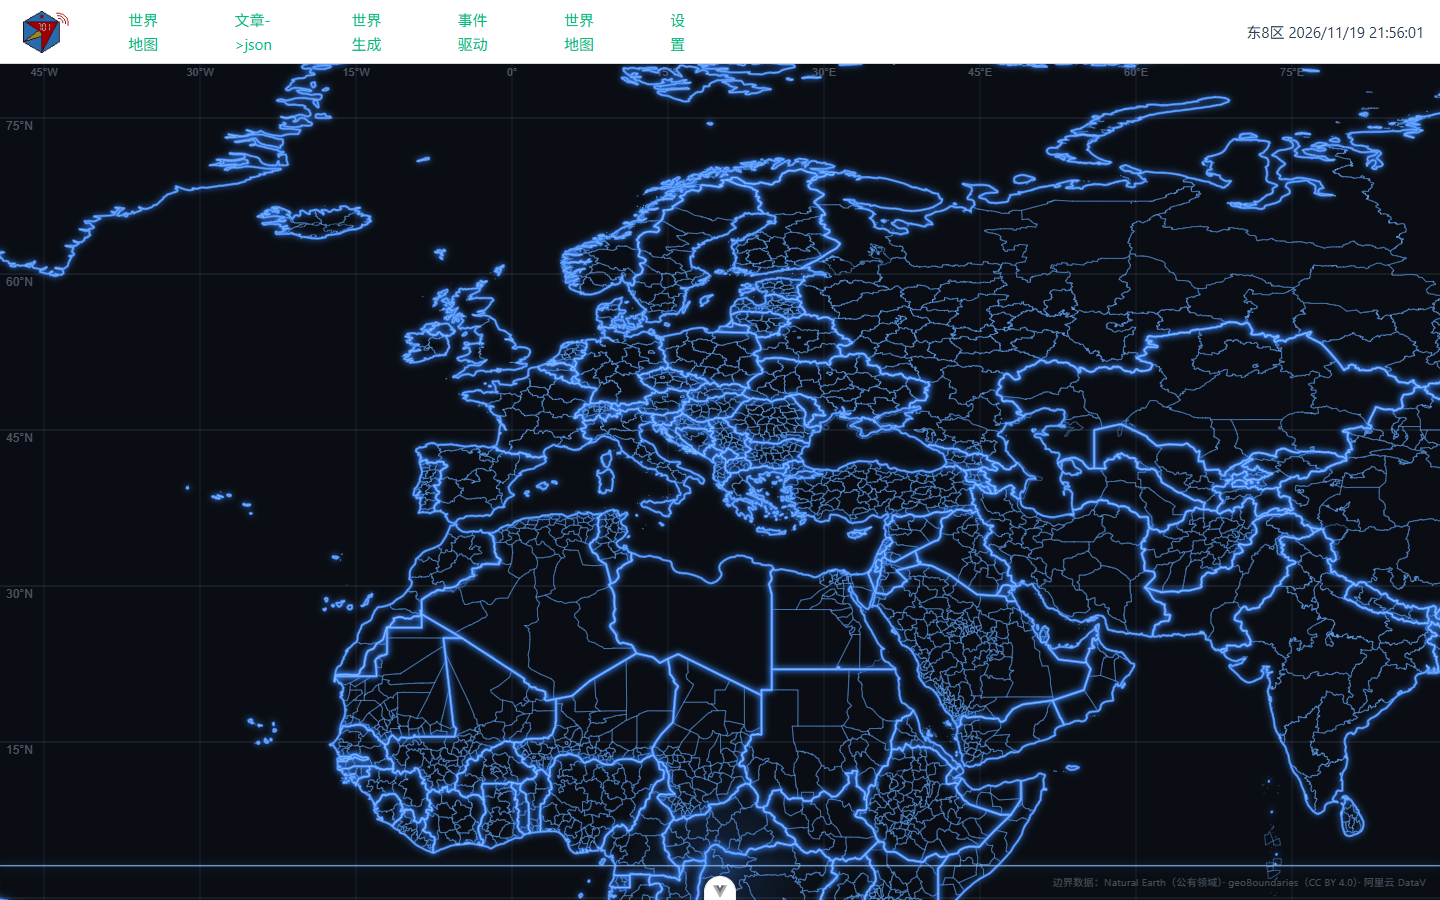 世界 文章- 世界 事件 世界 设
地图 >json 生成 驱动 地图 置
东8区 2026/11/19 21:56:01
45°W 30°W 15°W 0° 30°E 45°E 60°E 75°E
75°N
60°N
45°N
30°N
15°N
边界数据：Natural Earth（公有领域）· geoBoundaries（CC BY 4.0）· 阿里云 DataV